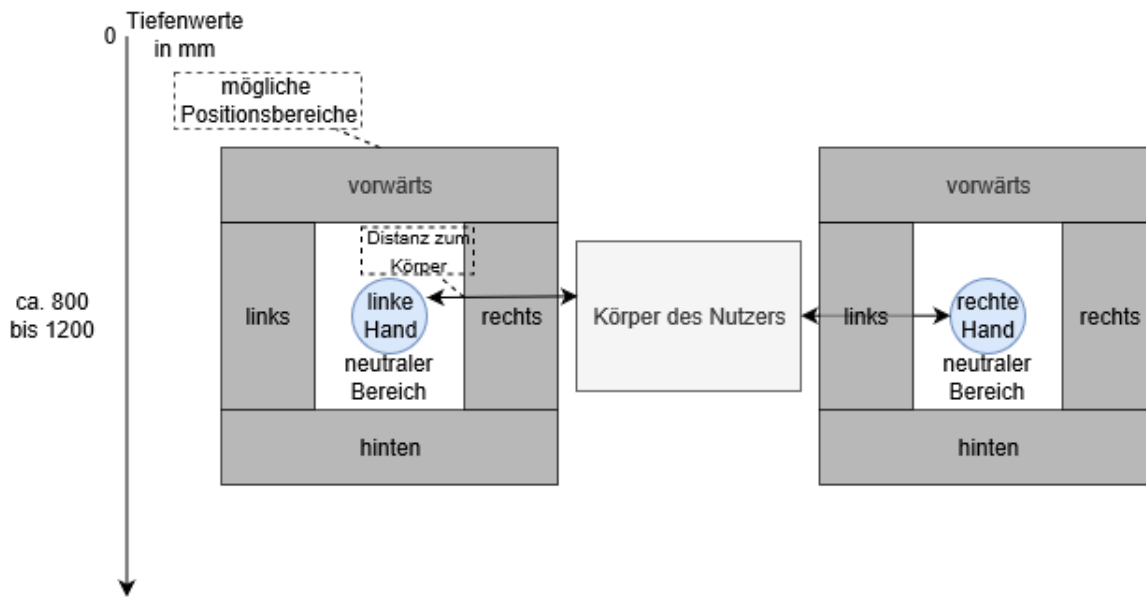 Tiefenwerte
0
in mm
mögliche
Positionsbereiche
vorwärts
vorwärts
Distanz zum
Körper
ca. 800
bis 1200
links
linke
Hand
rechts
Körper des Nutzers
links
rechte
Hand
rechts
neutraler
Bereich
neutraler
Bereich
hinten
hinten